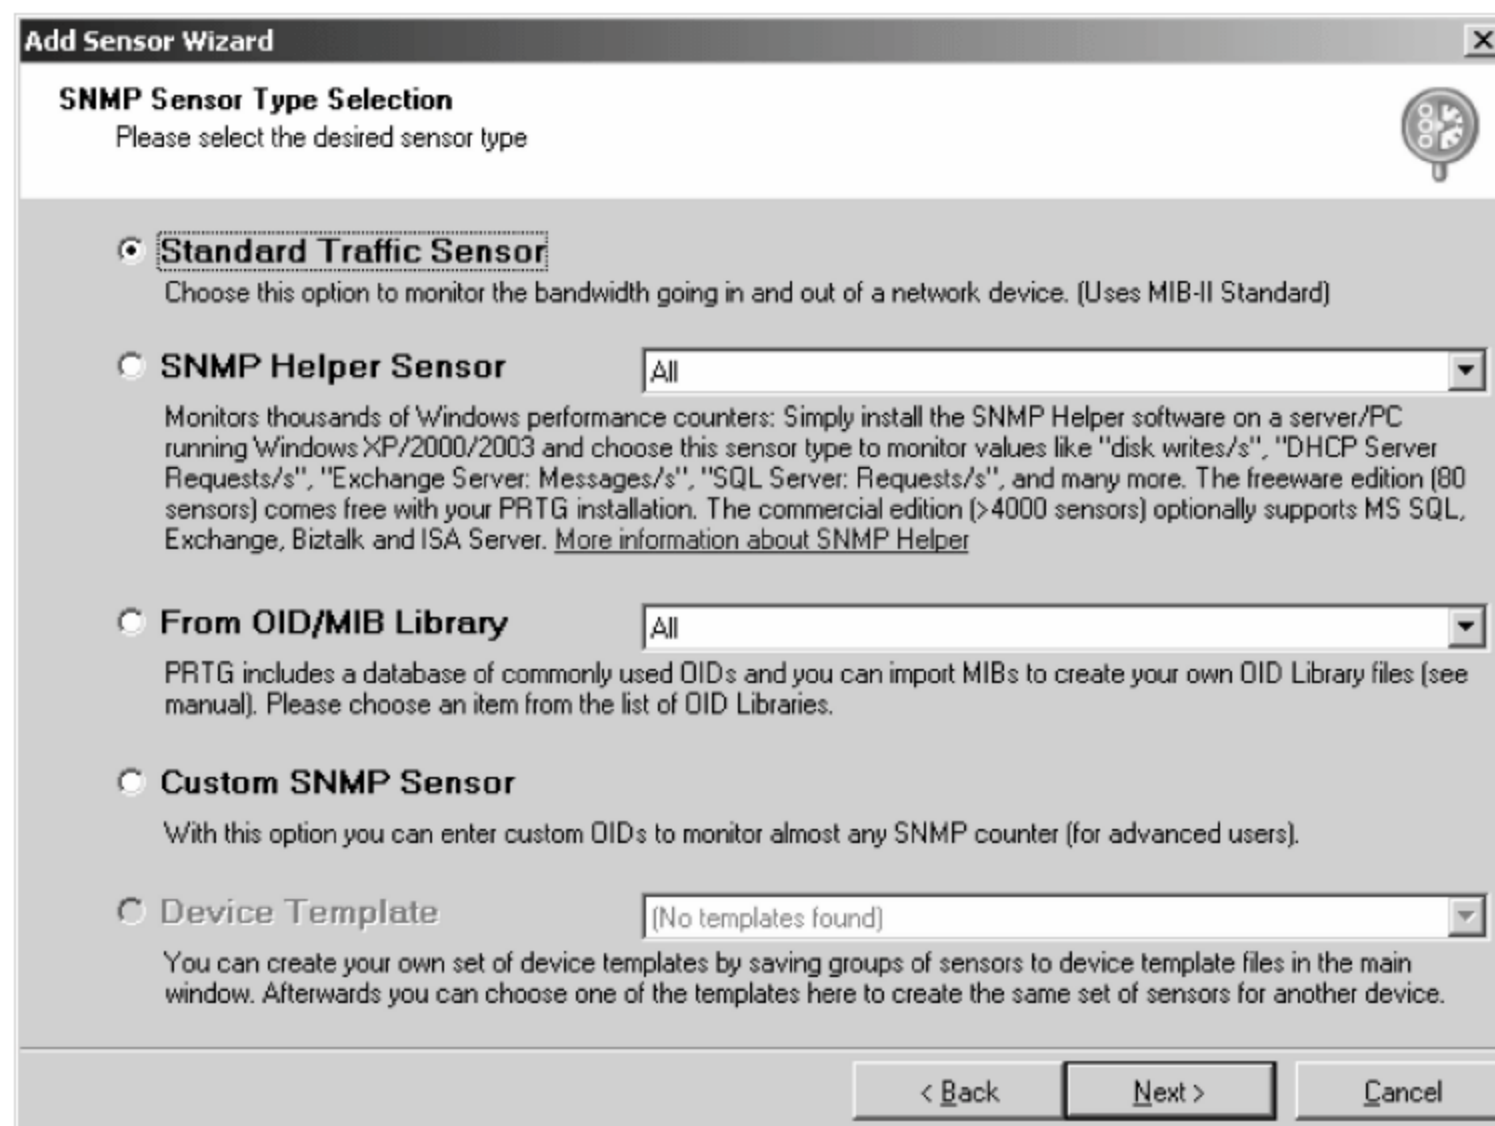 Add Sensor Wizard
SNMP Sensor Type Selection
Please select the desired sensor type
Standard Traffic Sensor
Choose this option to monitor the bandwidth going in and out of a network device. (Uses MIB-II Standard)
SNMP Helper Sensor
All
Monitors thousands of Windows performance counters: Simply install the SNMP Helper software on a server/PC
running Windows XP/2000/2003 and choose this sensor type to monitor values like "disk writes/s", "DHCP Server
Requests/s", "Exchange Server: Messages/s", "SQL Server: Requests/s", and many more. The freeware edition (80
sensors) comes free with your PRTG installation. The commercial edition (>4000 sensors) optionally supports MS SQL,
Exchange, Biztalk and ISA Server. More information about SNMP Helper
From OID/MIB Library
All
PRTG includes a database of commonly used OIDs and you can import MIBs to create your own OID Library files (see
manual). Please choose an item from the list of OID Libraries.
Custom SNMP Sensor
With this option you can enter custom OIDs to monitor almost any SNMP counter (for advanced users).
Device Template
(No templates found)
You can create your own set of device templates by saving groups of sensors to device template files in the main
window. Afterwards you can choose one of the templates here to create the same set of sensors for another device.
< Back
Next >
Cancel